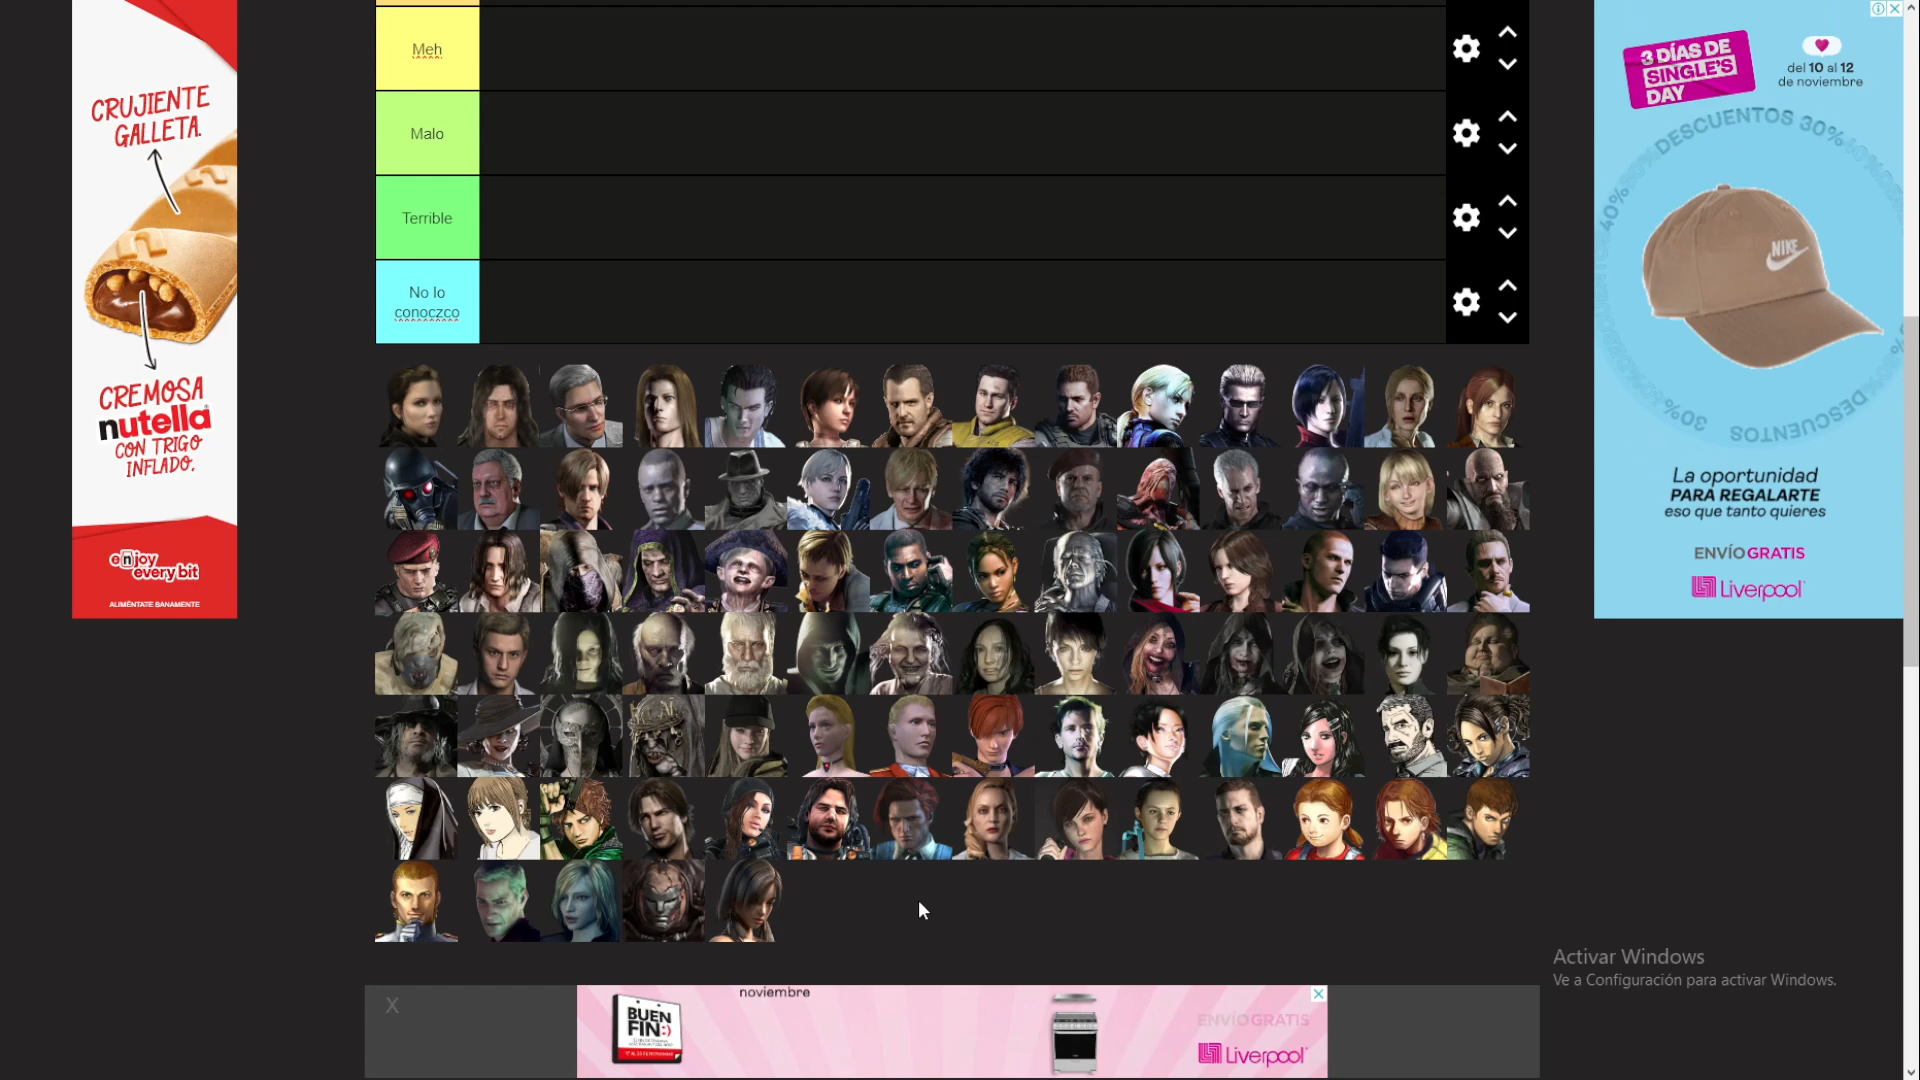 CRUJIENTE
GALLETA.
CREMOSA
nutella
CON TRIGO
INFLADO.
enjoy
every bit
ALIMÉNTATE SANAMENTE
Meh
Malo
Terrible
No lo
conoczco
3 DÍAS DE
SINGLE'S
DAY
del 10 al 12
de noviembre
DESCUENTOS 30%
40%
30%
DESCUENTOS
NIKE
La oportunidad
PARA REGALARTE
eso que tanto quieres
ENVÍO GRATIS
Liverpool
Activar Windows
Ve a Configuración para activar Windows.
X
noviembre
BUEN
FIN:)
ENVÍO GRATIS
Liverpool